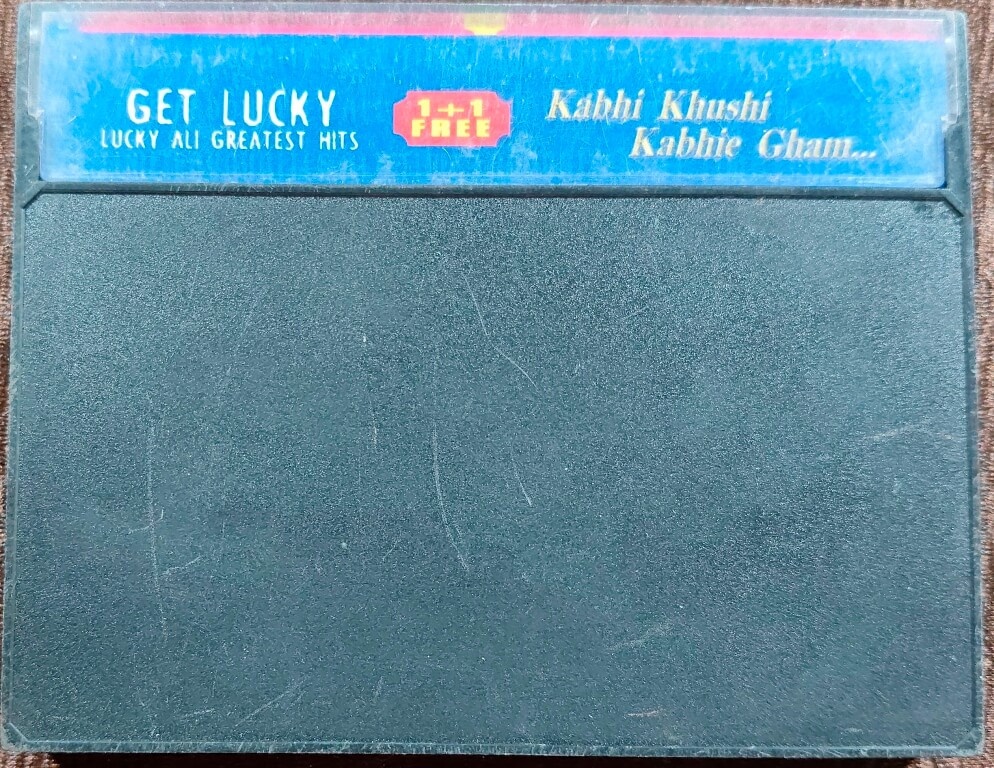 GET LUCKY
LUCKY ALI GREATEST HITS
1+1
FREE
Kabhi Khushi
Kabhie Gham...